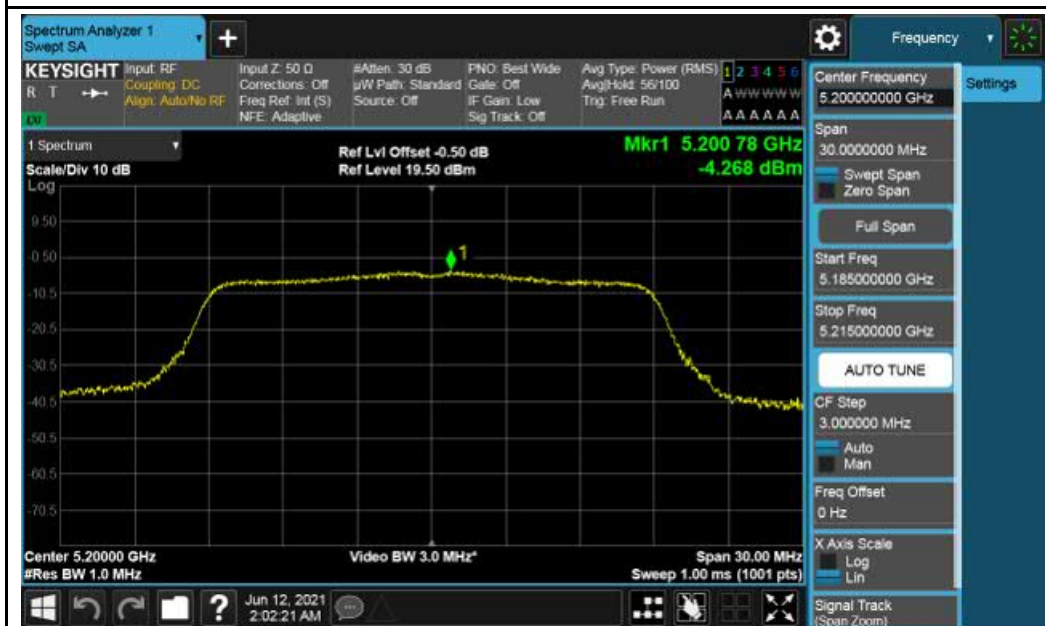 Spectrum Analyzer 1
Swept SA
+
Frequency
KEYSIGHT
R T
Input: RF
Coupling: DC
Align: Auto/No RF
Input Z: 50 Ω
Corrections: Off
Freq Ref: Int (S)
NFE: Adaptive
#Atten: 30 dB
µW Path: Standard
Source: Off
PNO: Best Wide
Gate: Off
IF Gain: Low
Sig Track: Off
Avg Type: Power (RMS)
Avg|Hold: 56/100
Trig: Free Run
1 2 3 4 5 6
A W W W W W
A A A A A A
1 Spectrum
Scale/Div 10 dB
Log
Ref Lvl Offset -0.50 dB
Ref Level 19.50 dBm
Mkr1 5.200 78 GHz
-4.268 dBm
9.50
-0.50
-10.5
-20.5
-30.5
-40.5
-50.5
-60.5
-70.5
1
Center 5.20000 GHz
#Res BW 1.0 MHz
Video BW 3.0 MHz*
Span 30.00 MHz
Sweep 1.00 ms (1001 pts)
Center Frequency
5.200000000 GHz
Settings
Span
30.0000000 MHz
Swept Span
Zero Span
Full Span
Start Freq
5.185000000 GHz
Stop Freq
5.215000000 GHz
AUTO TUNE
CF Step
3.000000 MHz
Auto
Man
Freq Offset
0 Hz
X Axis Scale
Log
Lin
Signal Track
(Span Zoom)
?
Jun 12, 2021
2:02:21 AM